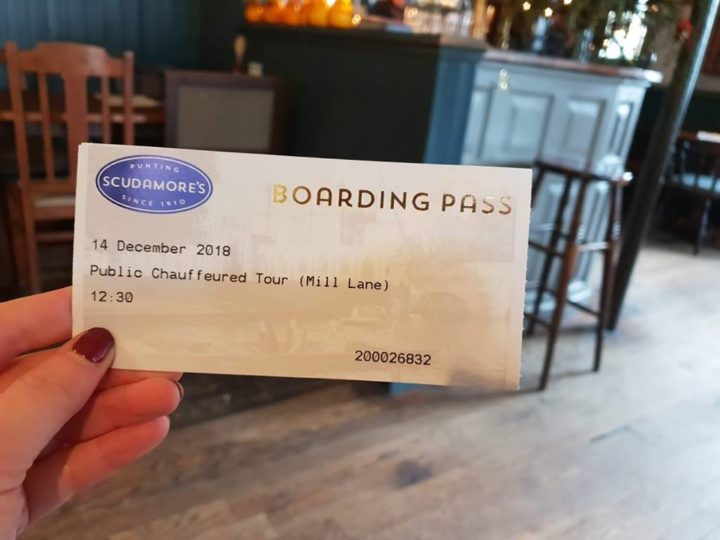 PUNTING
SCUDAMORE'S
SINCE 1910
BOARDING PASS
14 December 2018
Public Chauffeured Tour (Mill Lane)
12:30
200026832